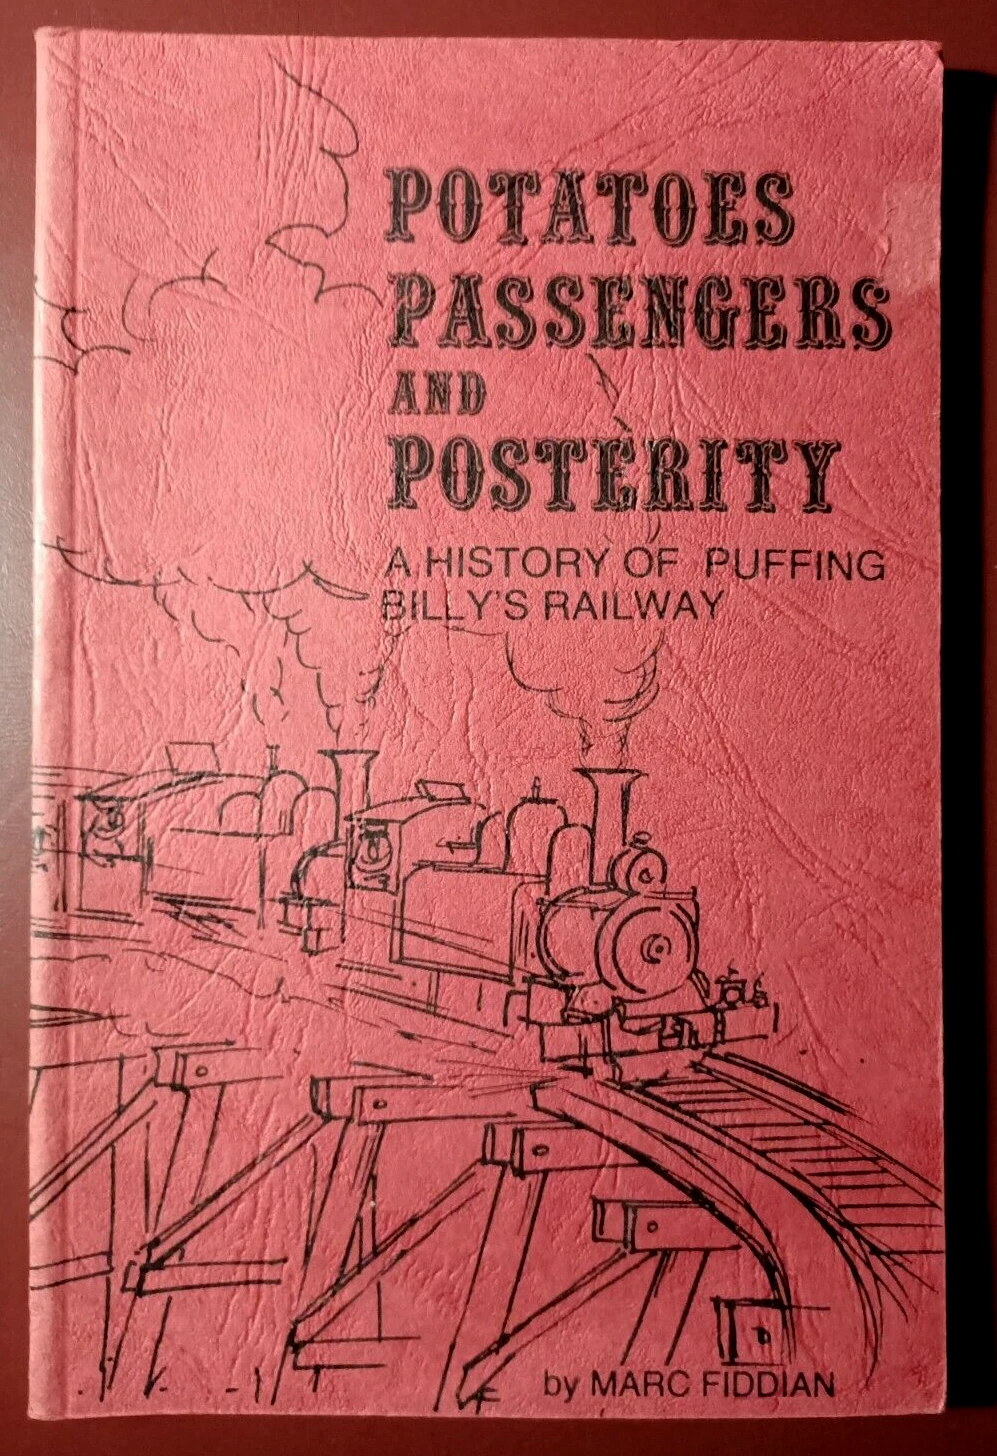 POTATOES
PASSENGERS
AND
POSTERITY
A HISTORY OF PUFFING
BILLY'S RAILWAY
by MARC FIDDIAN